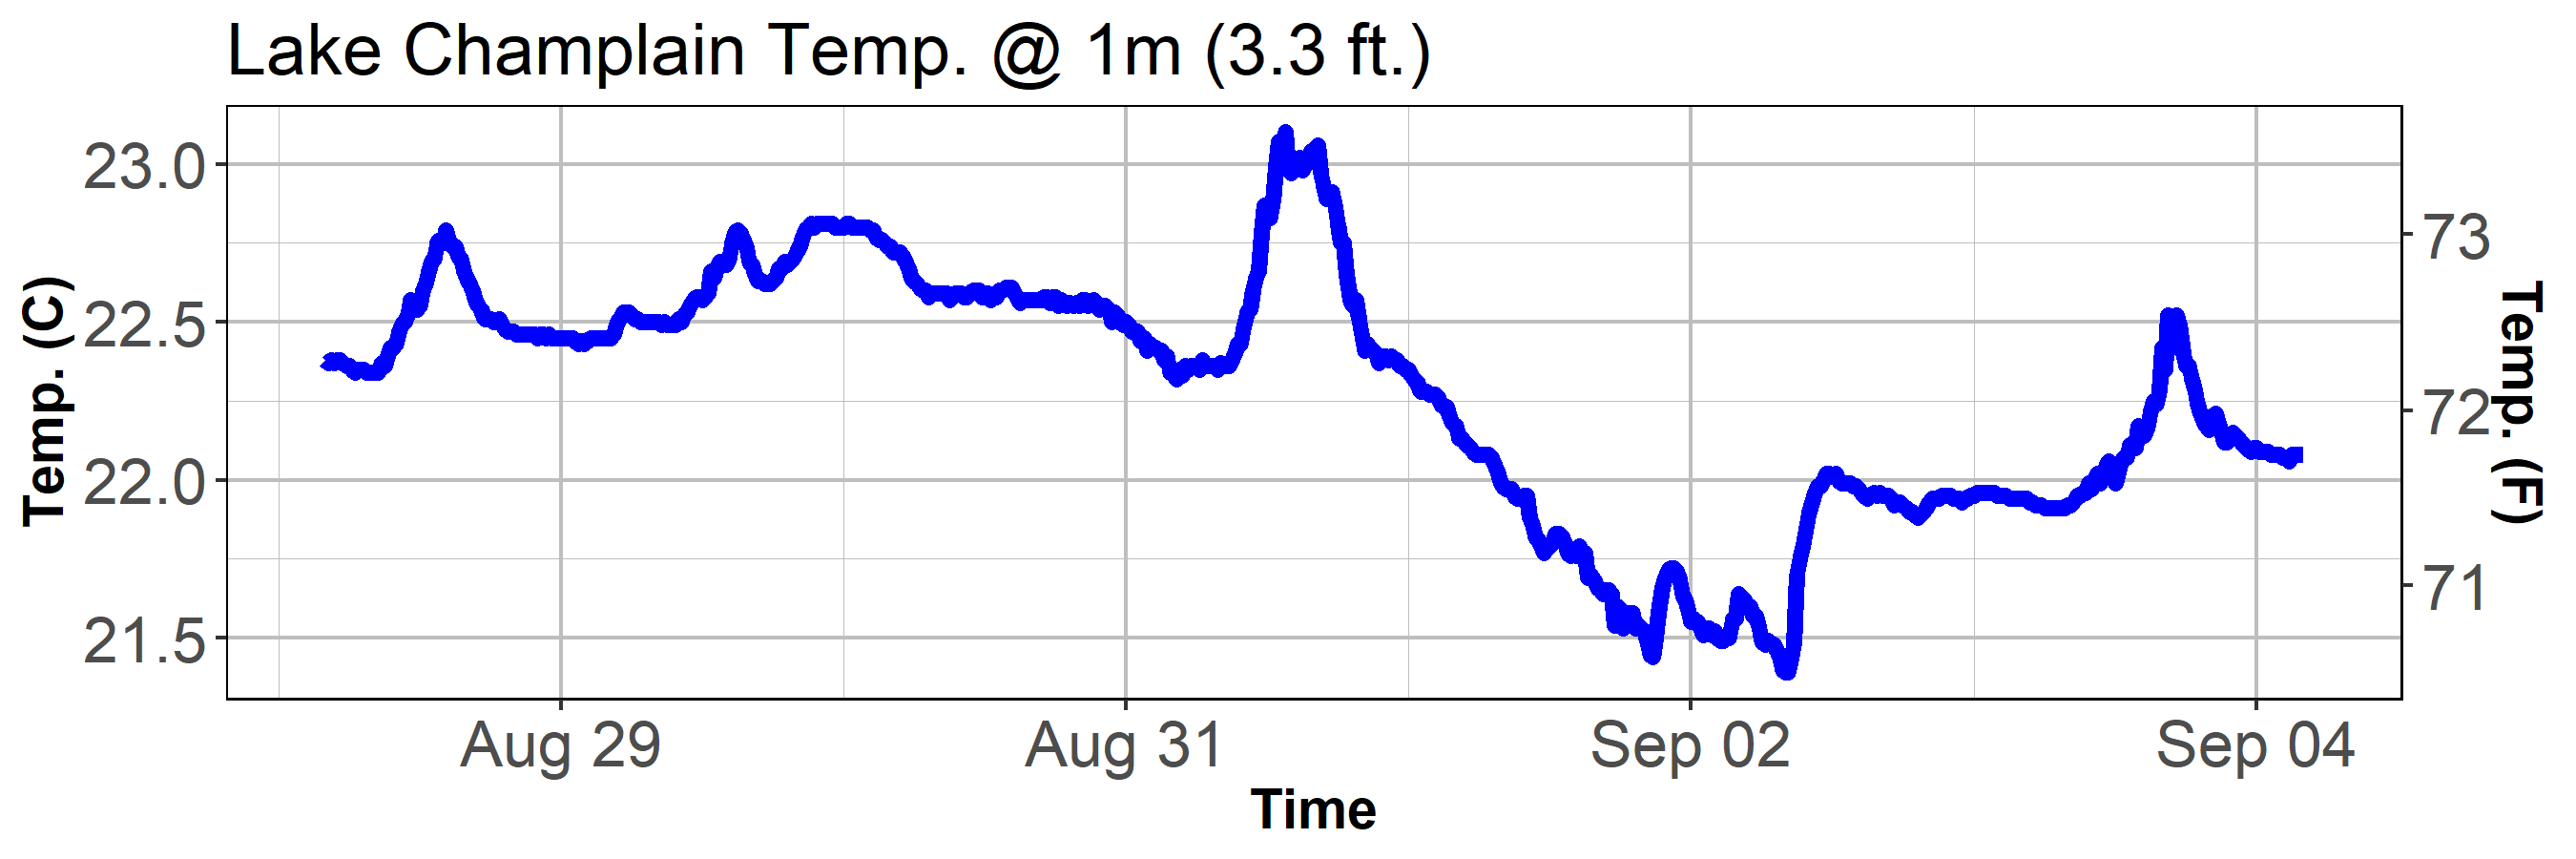 Lake Champlain Temp. @ 1m (3.3 ft.)
Temp. (C)
23.0
22.5
22.0
21.5
73
72
71
Temp. (F)
Aug 29 Aug 31 Sep 02 Sep 04
Time